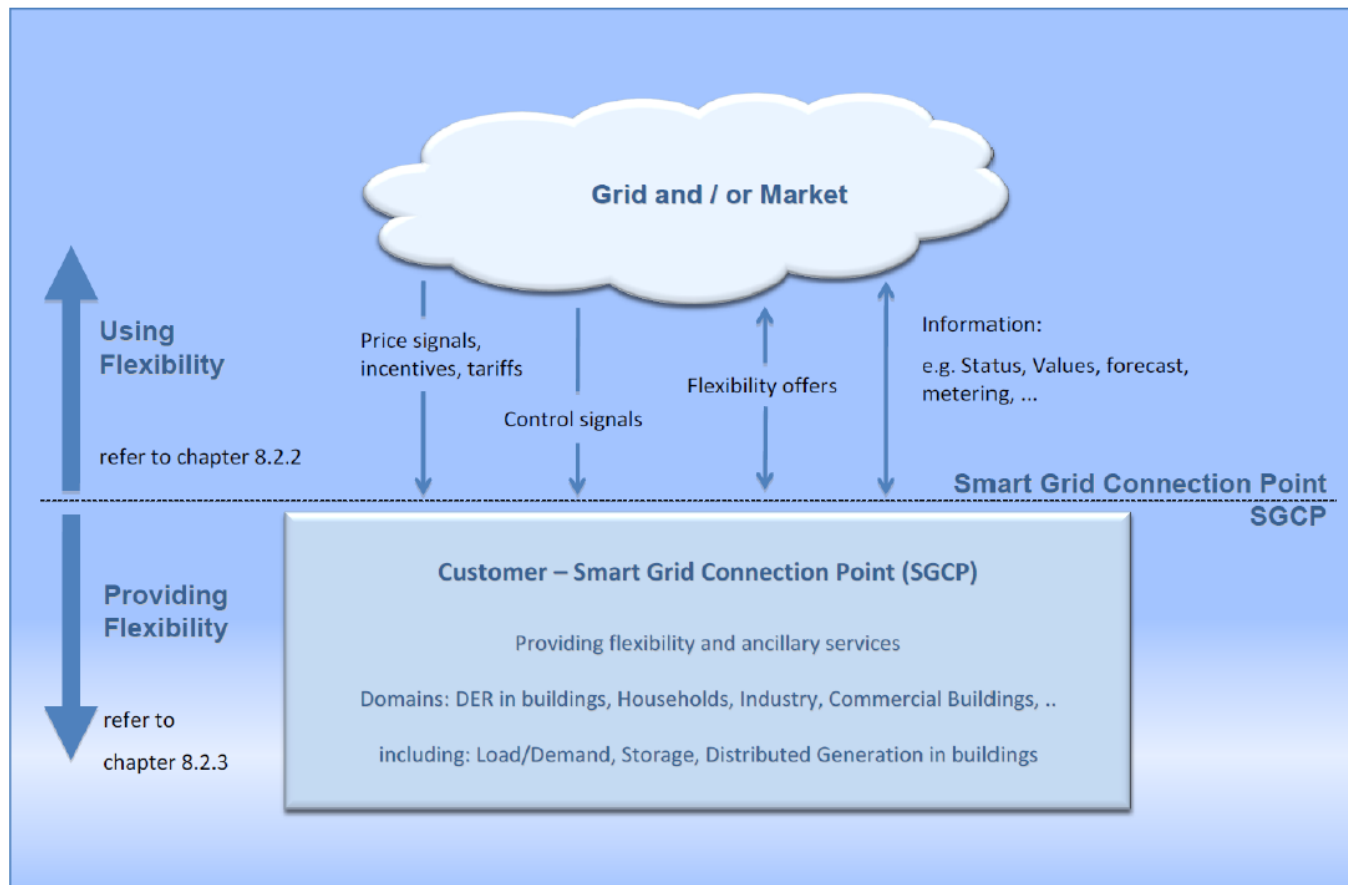 Grid and / or Market
Using
Flexibility
refer to chapter 8.2.2
Price signals,
incentives, tariffs
Control signals
Flexibility offers
Information:
e.g. Status, Values, forecast,
metering, ...
Smart Grid Connection Point
SGCP
Providing
Flexibility
refer to
chapter 8.2.3
Customer – Smart Grid Connection Point (SGCP)
Providing flexibility and ancillary services
Domains: DER in buildings, Households, Industry, Commercial Buildings, ..
including: Load/Demand, Storage, Distributed Generation in buildings